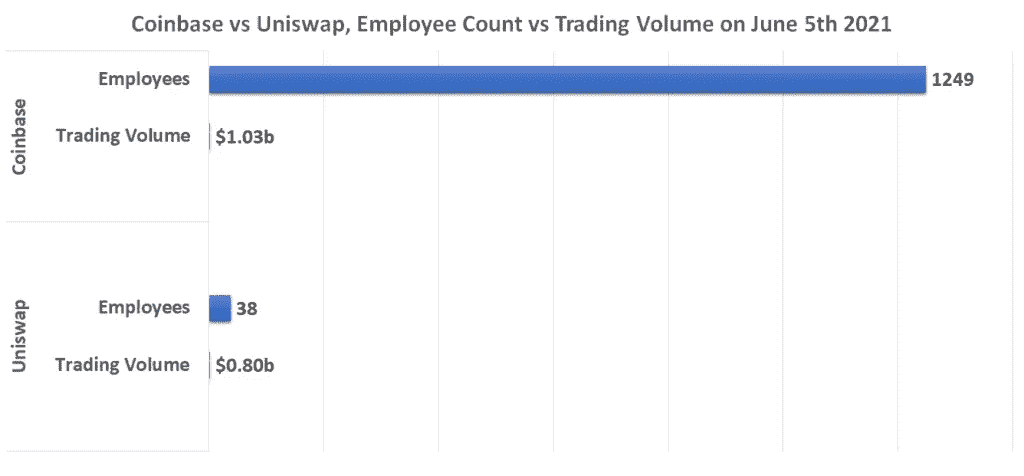 Coinbase vs Uniswap, Employee Count vs Trading Volume on June 5th 2021
Coinbase
Employees 1249
Trading Volume $1.03b
Uniswap
Employees 38
Trading Volume $0.80b